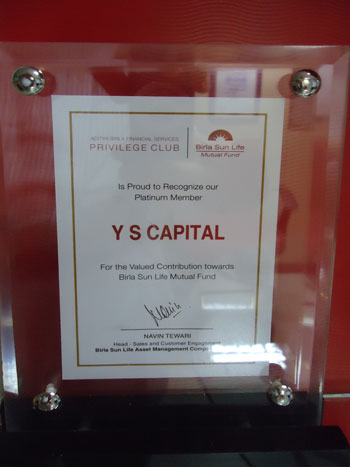 ADITYA BIRLA FINANCIAL SERVICES
PRIVILEGE CLUB
Birla Sun Life
Mutual Fund
Is Proud to Recognize our
Platinum Member
Y S CAPITAL
For the Valued Contribution towards
Birla Sun Life Mutual Fund
NAVIN TEWARI
Head - Sales and Customer Engagement
Birla Sun Life Asset Management